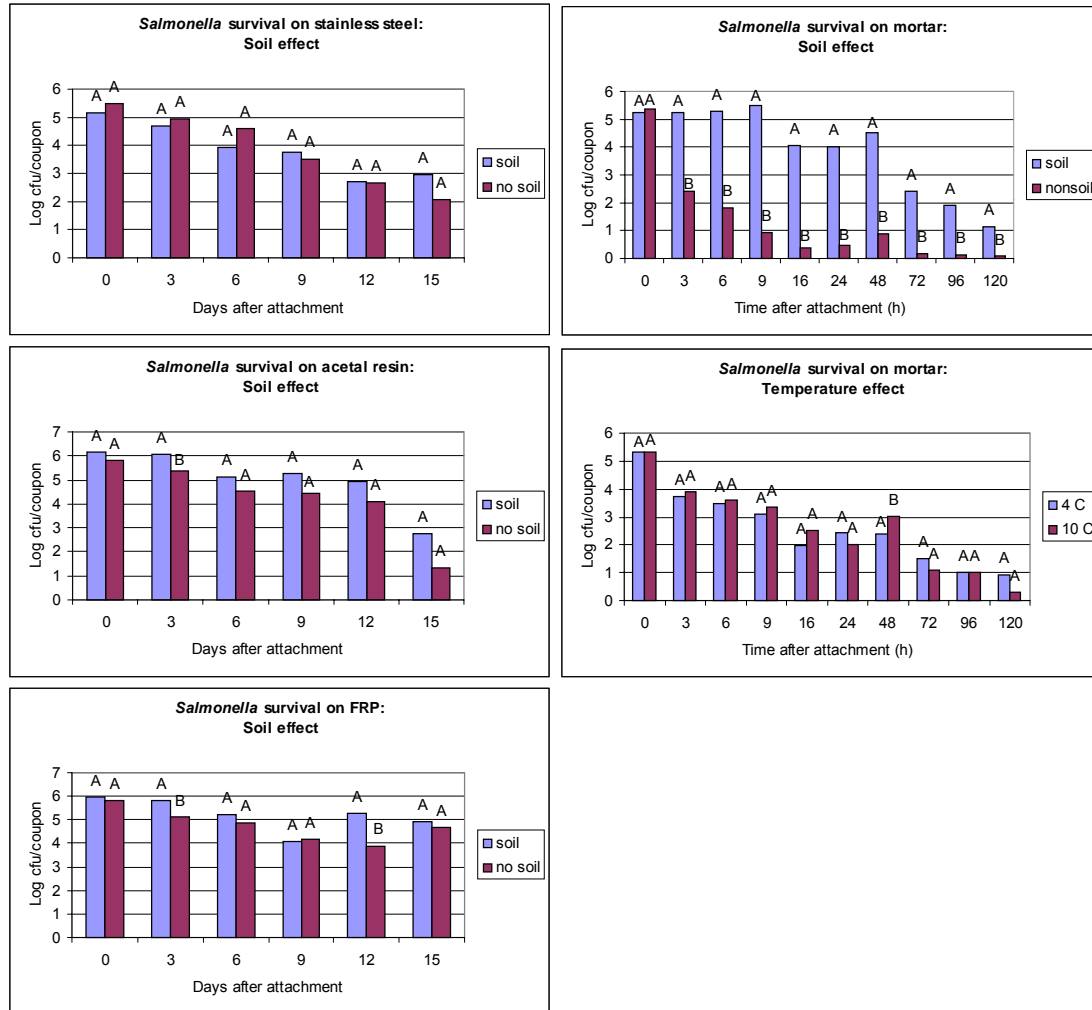 Salmonella survival on stainless steel:
Soil effect
6
5
4
3
2
1
0
Log cfu/coupon
A A A A A A A A A A A A
0 3 6 9 12 15
Days after attachment
soil
no soil
Salmonella survival on mortar:
Soil effect
6
5
4
3
2
1
0
Log cfu/coupon
A A A B A B A B A B A B A B A B A B A B
0 3 6 9 16 24 48 72 96 120
Time after attachment (h)
soil
nonsoil
Salmonella survival on acetal resin:
Soil effect
7
6
5
4
3
2
1
0
Log cfu/coupon
A A A B A A A A A A A A
0 3 6 9 12 15
Days after attachment
soil
no soil
Salmonella survival on mortar:
Temperature effect
6
5
4
3
2
1
0
Log cfu/coupon
A A A A A A A A A A A A A B A A A A A A
0 3 6 9 16 24 48 72 96 120
Time after attachment (h)
4 C
10 C
Salmonella survival on FRP:
Soil effect
7
6
5
4
3
2
1
0
Log cfu/coupon
A A A B A A A A A B A A
0 3 6 9 12 15
Days after attachment
soil
no soil